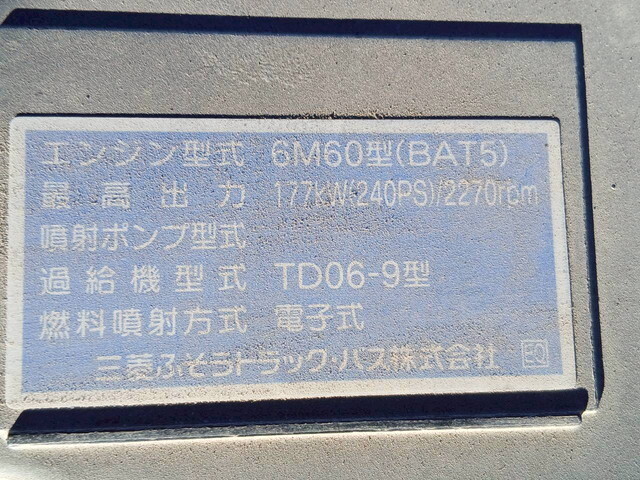 エンジン型式 6M60型(BAT5)
最高出力 177kW(240PS)/2270rpm
噴射ポンプ型式
過給機型式 TD06-9型
燃料噴射方式 電子式
三菱ふそうトラック・バス株式会社 EQ